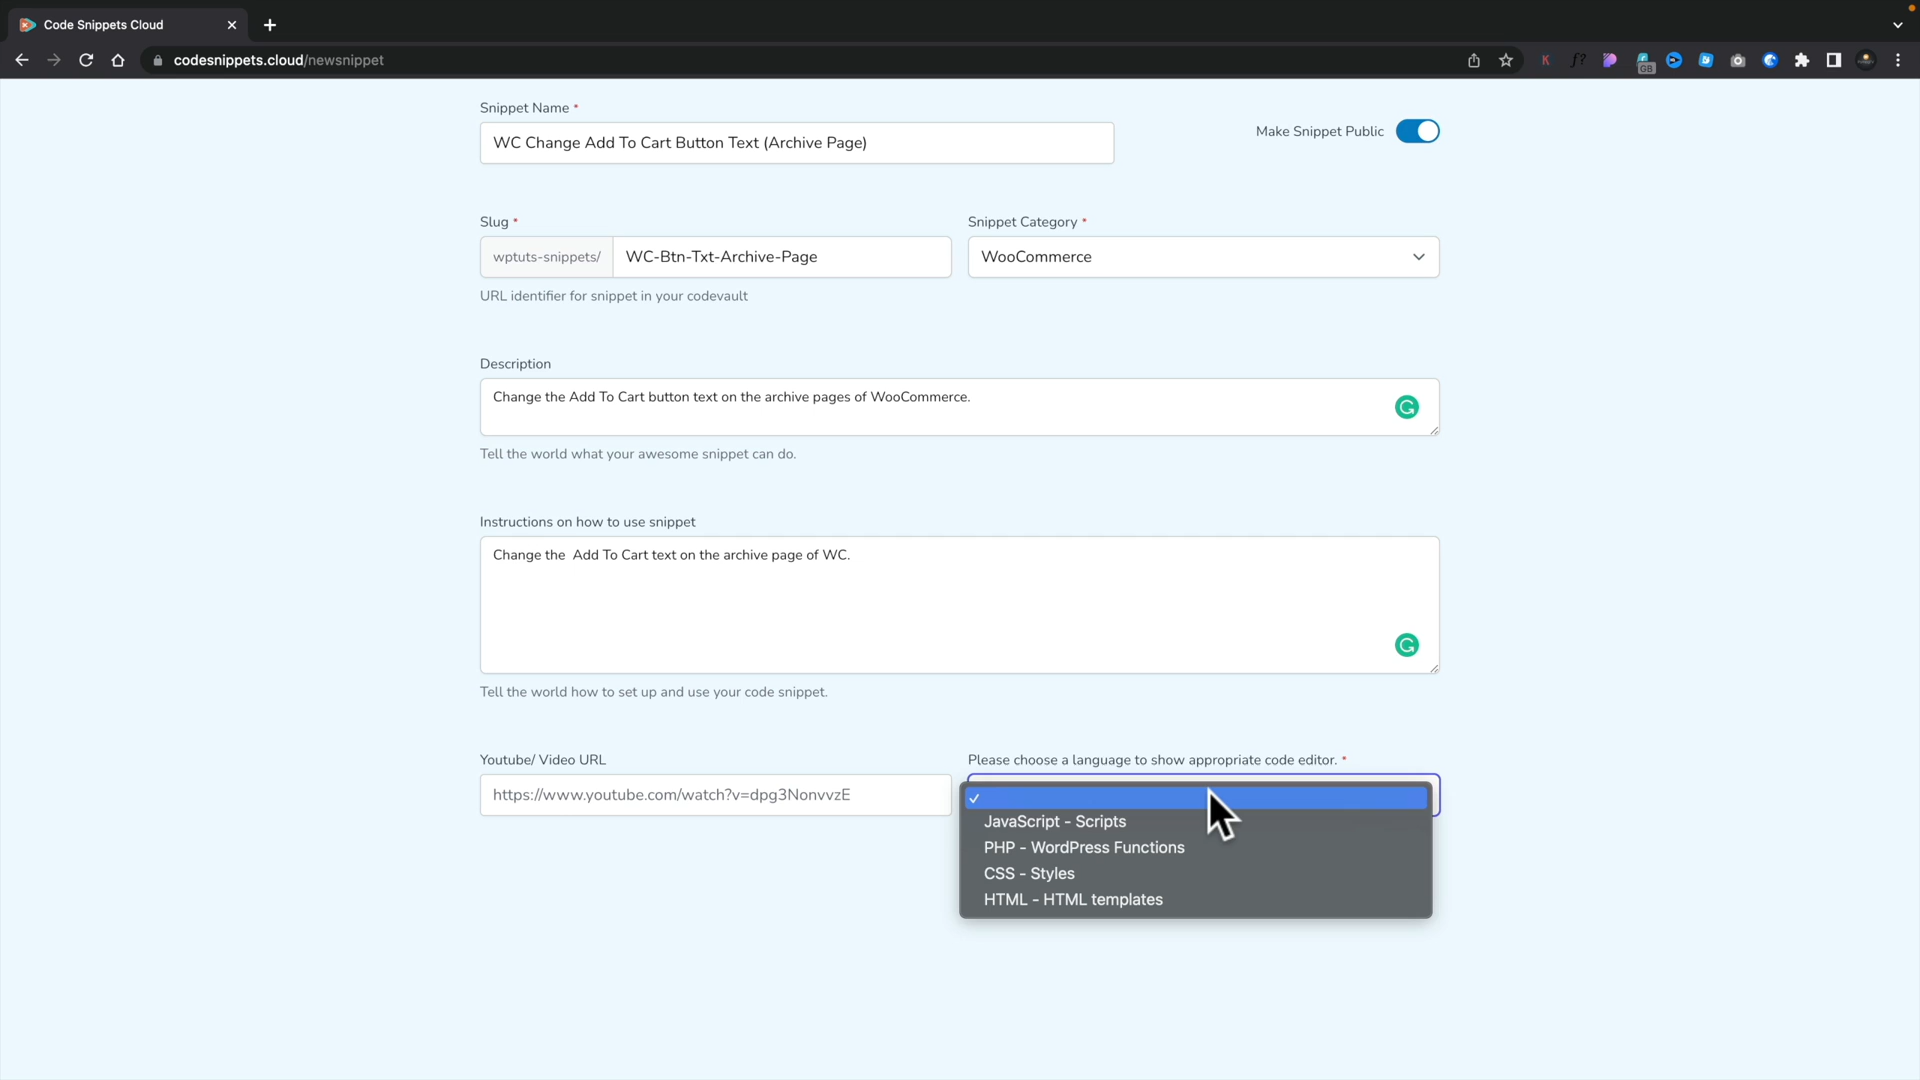 Code Snippets Cloud
codesnippets.cloud/newsnippet
K
f?
GB
Snippet Name *
WC Change Add To Cart Button Text (Archive Page)
Make Snippet Public
Slug *
Snippet Category *
wptuts-snippets/ WC-Btn-Txt-Archive-Page
WooCommerce
URL identifier for snippet in your codevault
Description
Change the Add To Cart button text on the archive pages of WooCommerce.
Tell the world what your awesome snippet can do.
Instructions on how to use snippet
Change the  Add To Cart text on the archive page of WC.
Tell the world how to set up and use your code snippet.
Youtube/ Video URL
Please choose a language to show appropriate code editor. *
https://www.youtube.com/watch?v=dpg3NonvvzE
JavaScript - Scripts
PHP - WordPress Functions
CSS - Styles
HTML - HTML templates